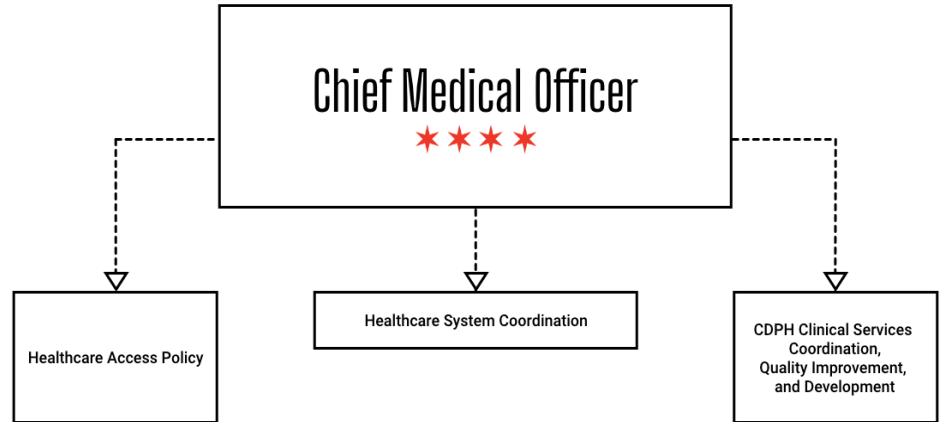 Chief Medical Officer
Healthcare Access Policy
Healthcare System Coordination
CDPH Clinical Services
Coordination,
Quality Improvement,
and Development